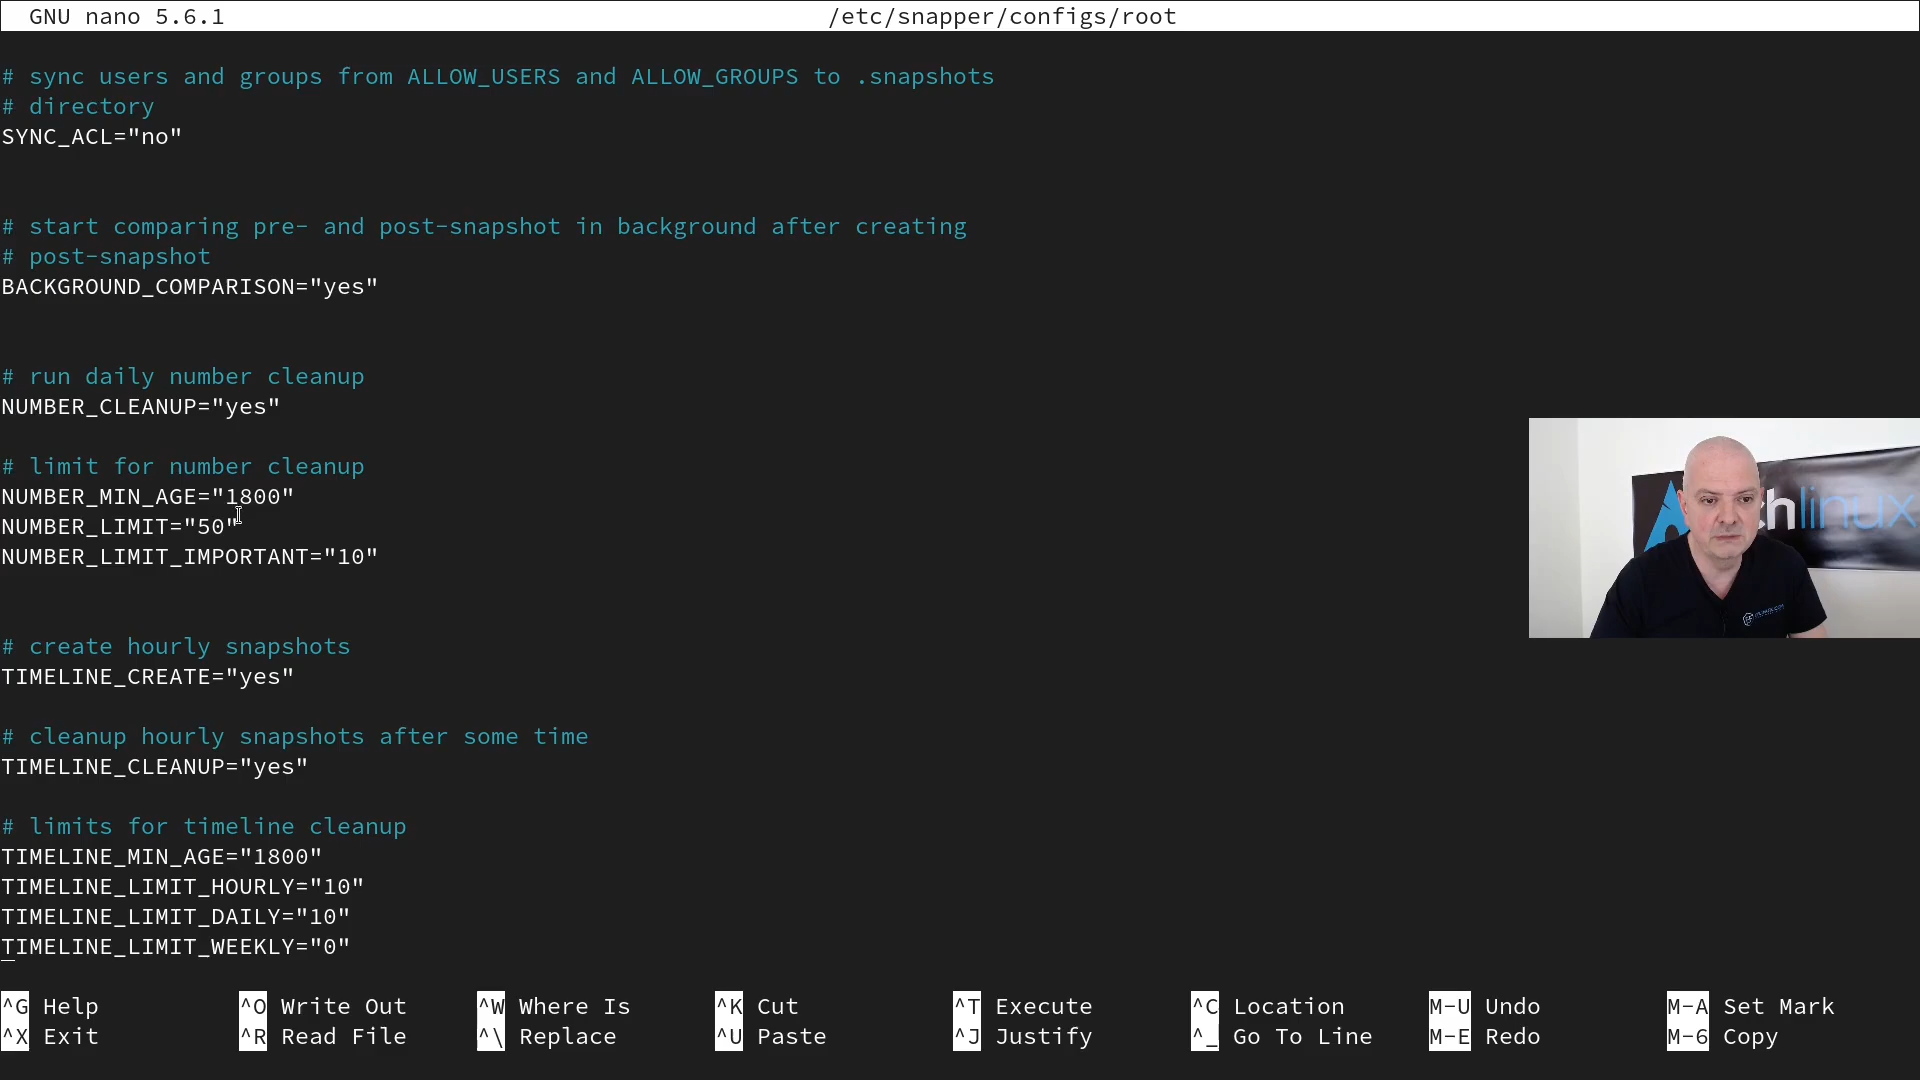 GNU nano 5.6.1 /etc/snapper/configs/root
# sync users and groups from ALLOW_USERS and ALLOW_GROUPS to .snapshots
# directory
SYNC_ACL="no"
# start comparing pre- and post-snapshot in background after creating
# post-snapshot
BACKGROUND_COMPARISON="yes"
# run daily number cleanup
NUMBER_CLEANUP="yes"
# limit for number cleanup
NUMBER_MIN_AGE="1800"
NUMBER_LIMIT="50"
NUMBER_LIMIT_IMPORTANT="10"
# create hourly snapshots
TIMELINE_CREATE="yes"
# cleanup hourly snapshots after some time
TIMELINE_CLEANUP="yes"
# limits for timeline cleanup
TIMELINE_MIN_AGE="1800"
TIMELINE_LIMIT_HOURLY="10"
TIMELINE_LIMIT_DAILY="10"
TIMELINE_LIMIT_WEEKLY="0"
^G Help ^O Write Out ^W Where Is ^K Cut ^T Execute ^C Location M-U Undo M-A Set Mark
^X Exit ^R Read File ^\ Replace ^U Paste ^J Justify ^_ Go To Line M-E Redo M-6 Copy